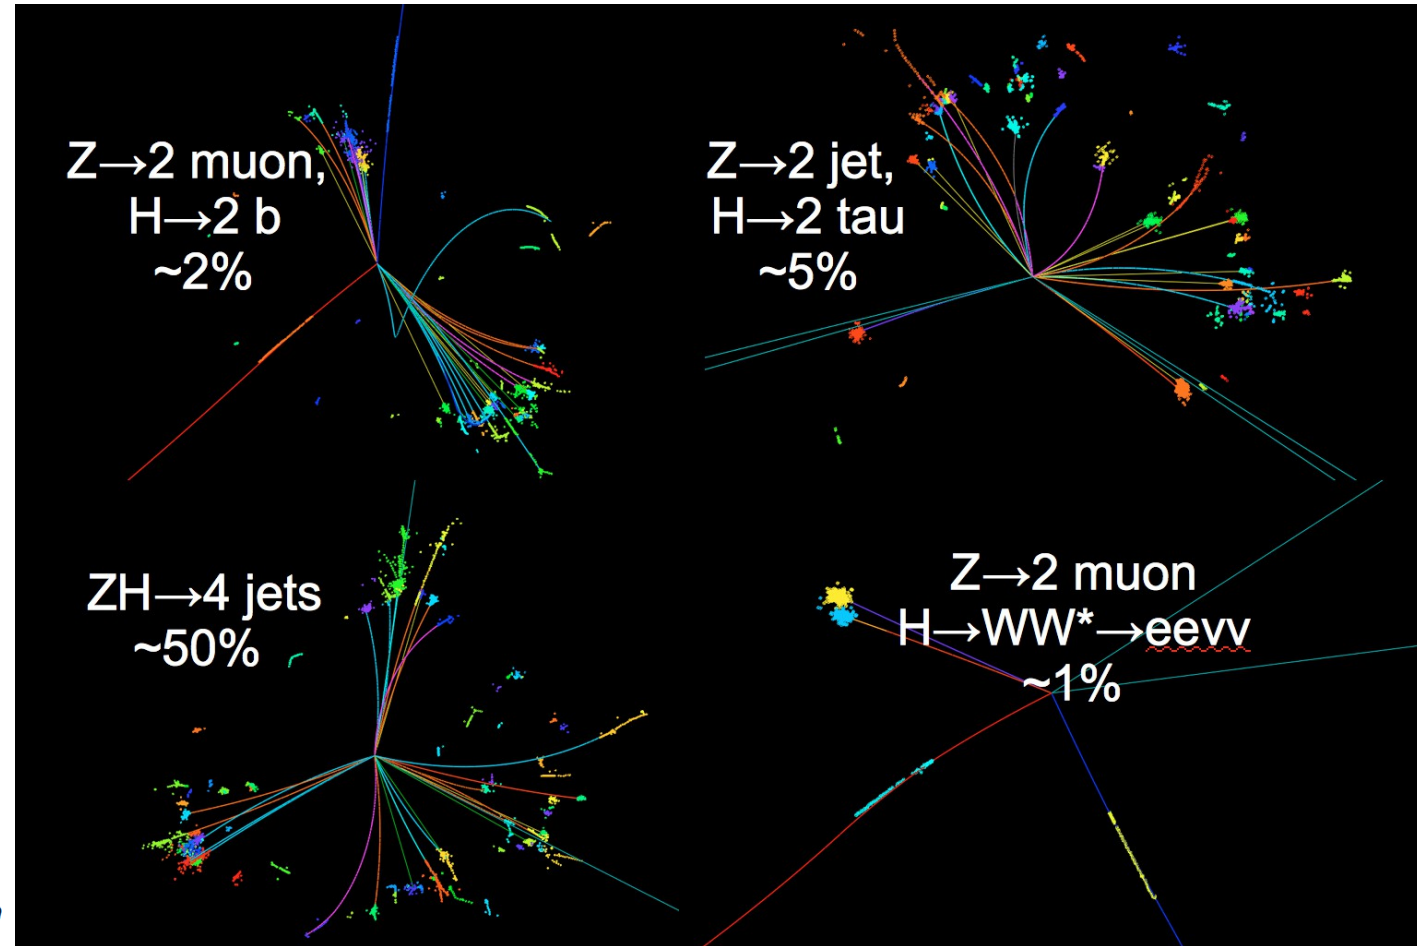 Z→2 muon,
H→2 b
~2%
Z→2 jet,
H→2 tau
~5%
ZH→4 jets
~50%
Z→2 muon
H→WW*→eevv
~1%